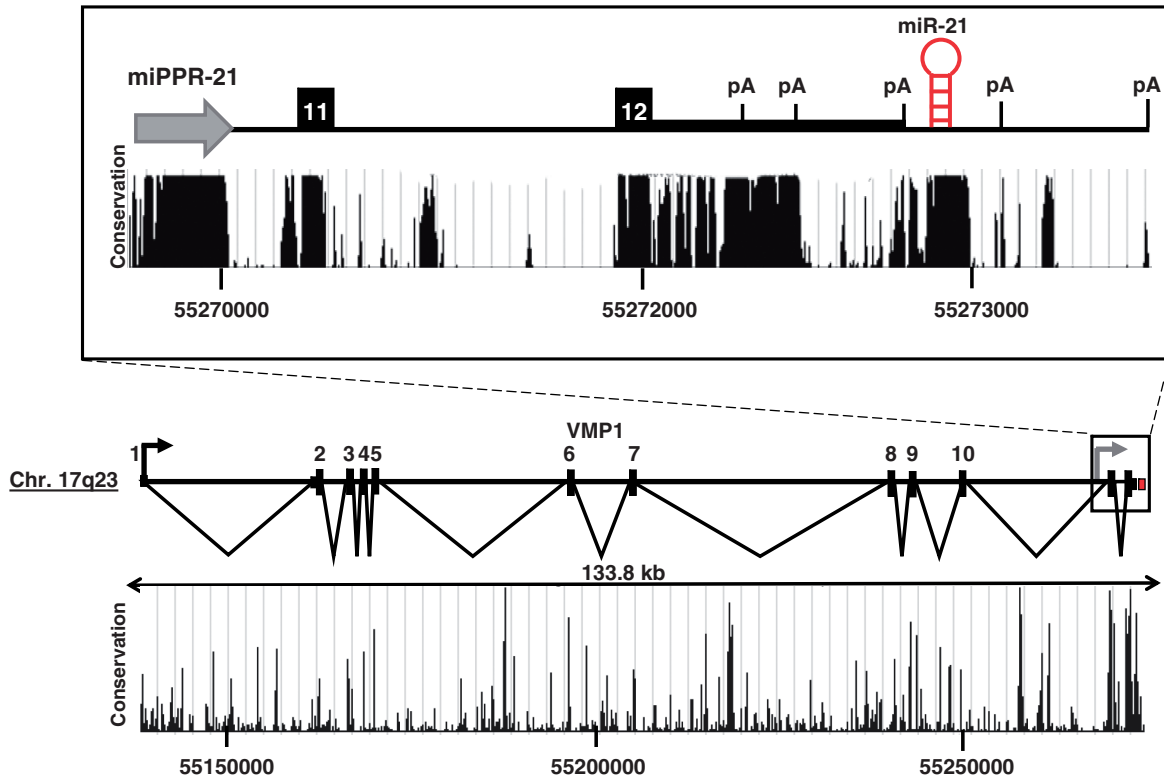 miR-21
miPPR-21
pA pA pA pA pA
11 12
Conservation
55270000 55272000 55273000
VMP1
1 2 3 4 5 6 7 8 9 10
Chr. 17q23
133.8 kb
Conservation
55150000 55200000 55250000